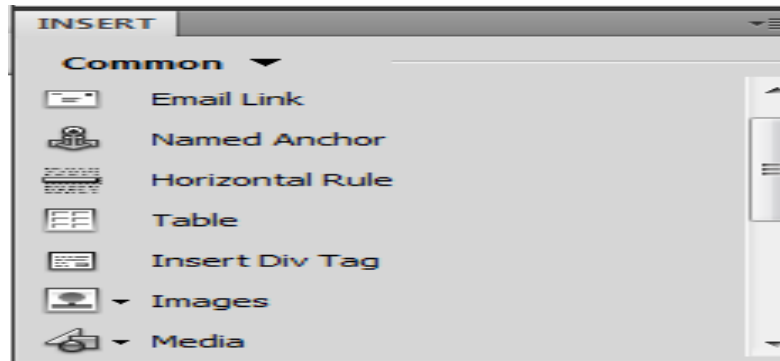 INSERT
Common
Email Link
Named Anchor
Horizontal Rule
Table
Insert Div Tag
Images
Media